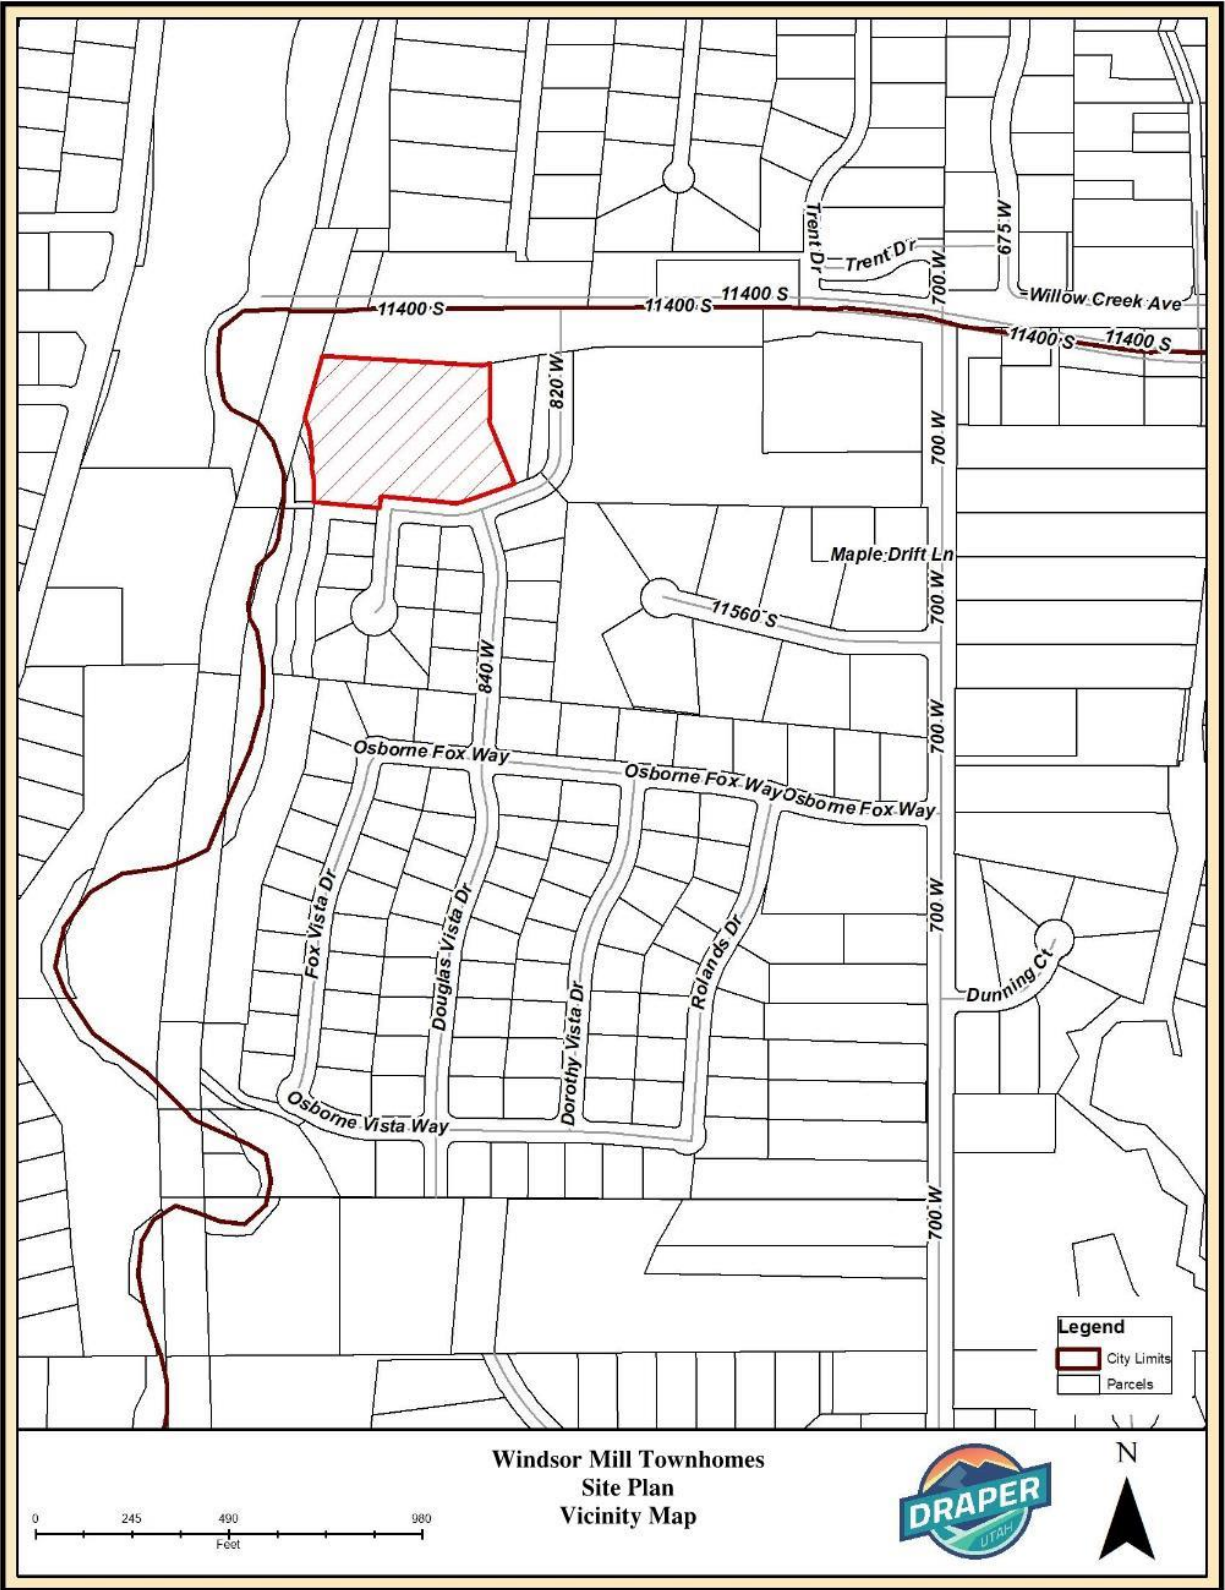 Trent Dr
Trent Dr
675 W
700 W
Willow Creek Ave
11400 S
11400 S
11400 S
11400 S
11400 S
820 W
700 W
Maple Drift Ln
700 W
11560 S
840 W
700 W
Osborne Fox Way
Osborne Fox Way
Osborne Fox Way
700 W
Fox Vista Dr
Douglas Vista Dr
Rolands Dr
Dunning Ct
Dorothy Vista Dr
Osborne Vista Way
700 W
Legend
City Limits
Parcels
Windsor Mill Townhomes
Site Plan
Vicinity Map
0 245 490 980
Feet
DRAPER
UTAH
N